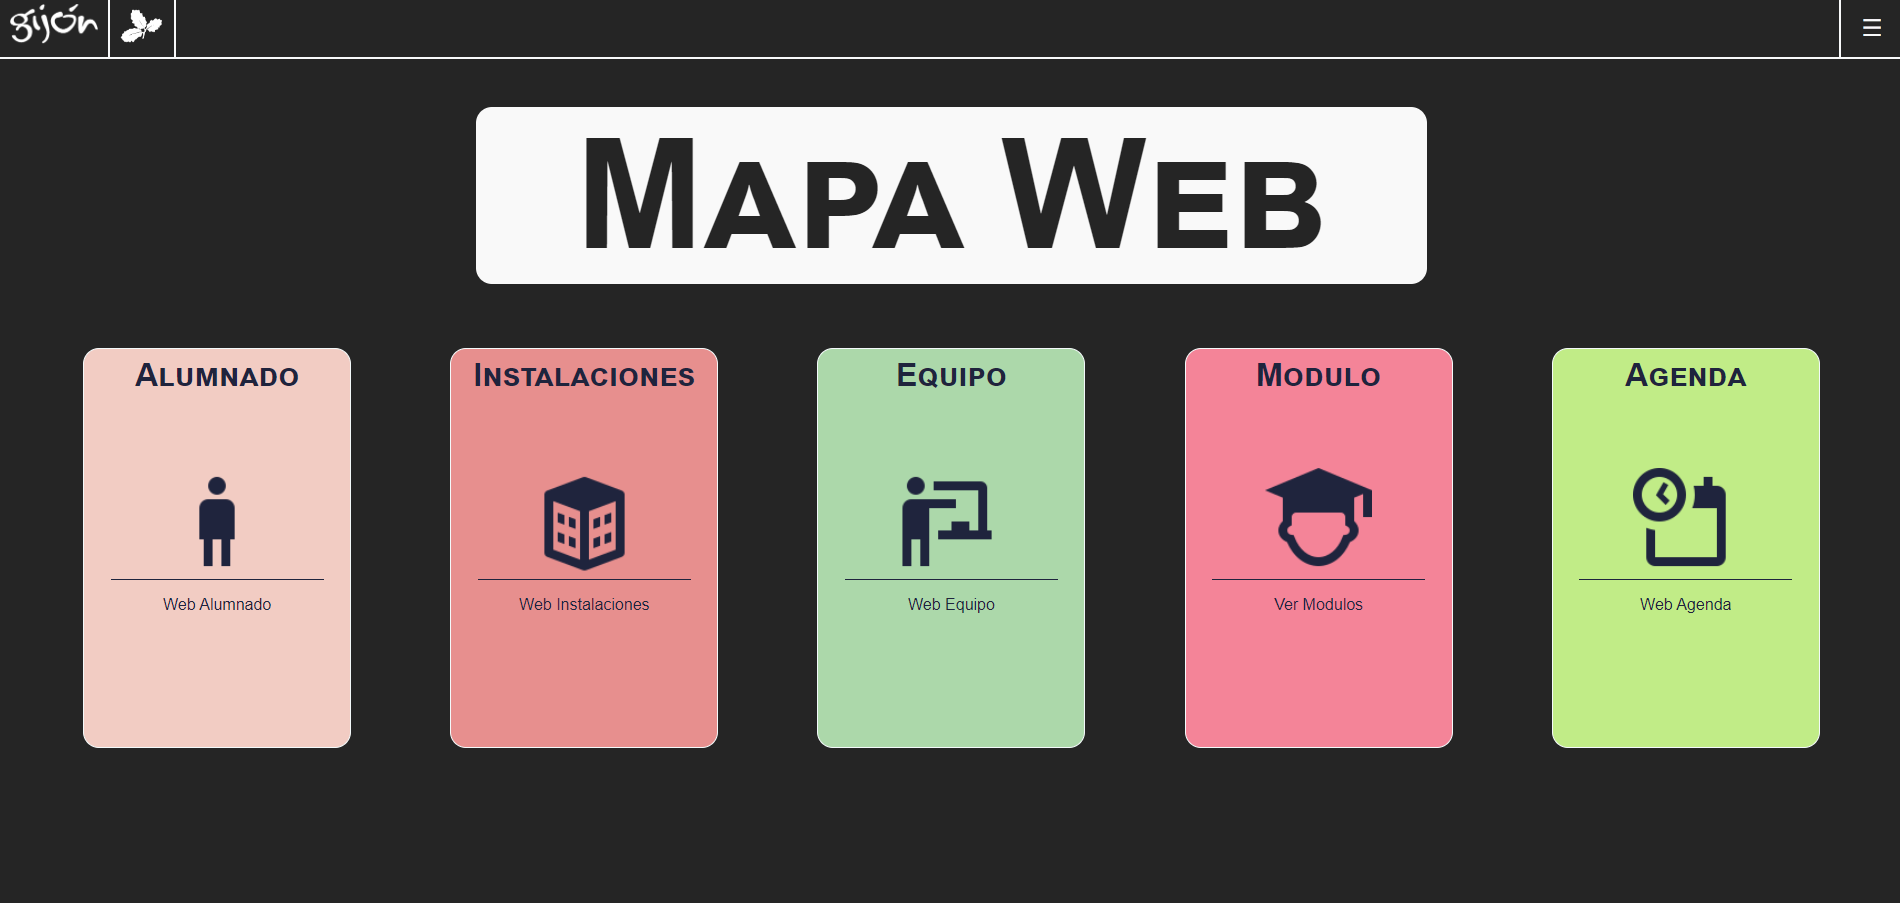 gijón
Mapa Web
Alumnado
Instalaciones
Equipo
Modulo
Agenda
Web Alumnado
Web Instalaciones
Web Equipo
Ver Modulos
Web Agenda